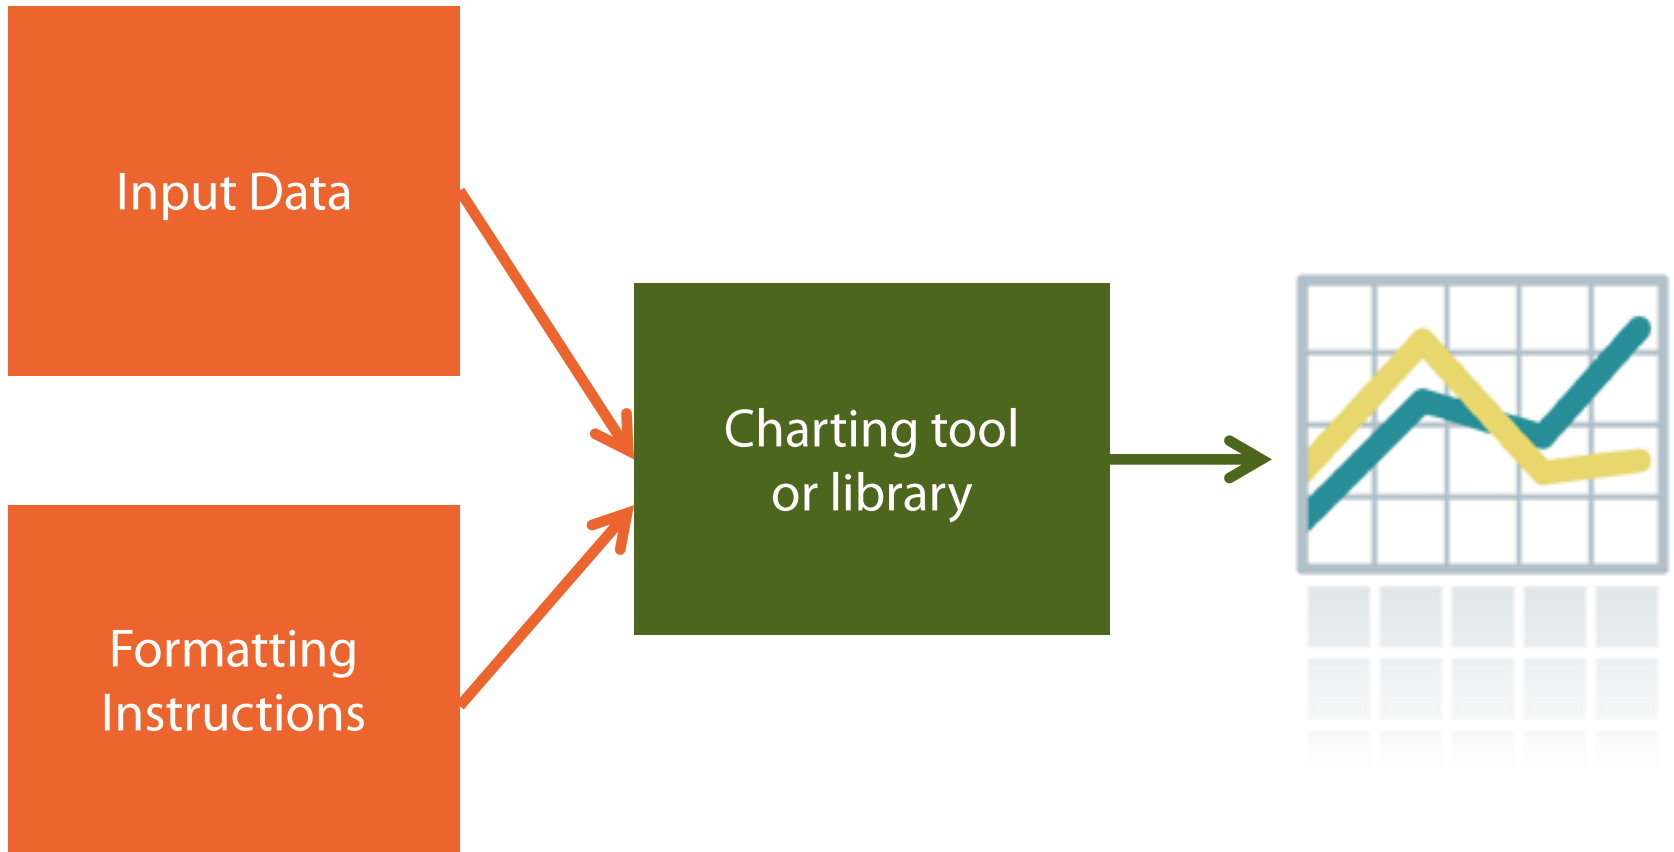 Input Data
Formatting
Instructions
Charting tool
or library